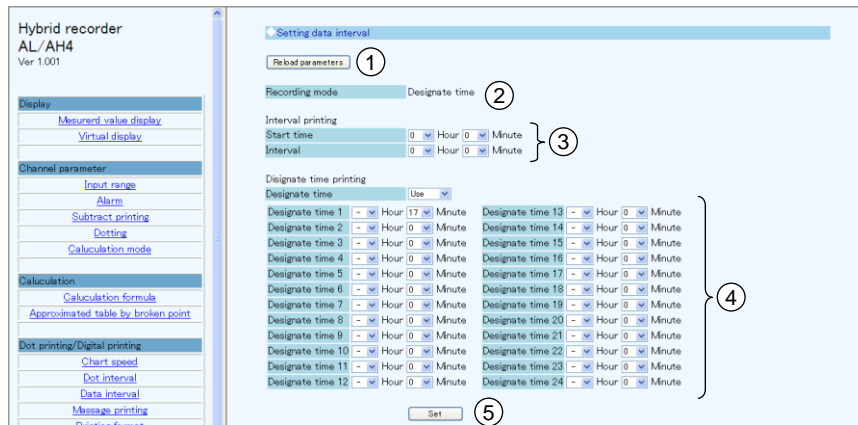 Hybrid recorder
AL/AH4
Ver 1.001
Display
Mesurerd value display
Virtual display
Channel parameter
Input range
Alarm
Subtract printing
Dotting
Caluculation mode
Caluculation
Caluculation formula
Approximated table by broken point
Dot printing/Digital printing
Chart speed
Dot interval
Data interval
Massage printing
Printing format
Setting data interval
Reload parameters 1
Recording mode Designate time 2
Interval printing
Start time 0 Hour 0 Minute
Interval 0 Hour 0 Minute
3
Disignate time printing
Designate time Use
Designate time 1 - Hour 17 Minute Designate time 13 - Hour 0 Minute
Designate time 2 - Hour 0 Minute Designate time 14 - Hour 0 Minute
Designate time 3 - Hour 0 Minute Designate time 15 - Hour 0 Minute
Designate time 4 - Hour 0 Minute Designate time 16 - Hour 0 Minute
Designate time 5 - Hour 0 Minute Designate time 17 - Hour 0 Minute
Designate time 6 - Hour 0 Minute Designate time 18 - Hour 0 Minute
Designate time 7 - Hour 0 Minute Designate time 19 - Hour 0 Minute
Designate time 8 - Hour 0 Minute Designate time 20 - Hour 0 Minute
Designate time 9 - Hour 0 Minute Designate time 21 - Hour 0 Minute
Designate time 10 - Hour 0 Minute Designate time 22 - Hour 0 Minute
Designate time 11 - Hour 0 Minute Designate time 23 - Hour 0 Minute
Designate time 12 - Hour 0 Minute Designate time 24 - Hour 0 Minute
4
Set 5